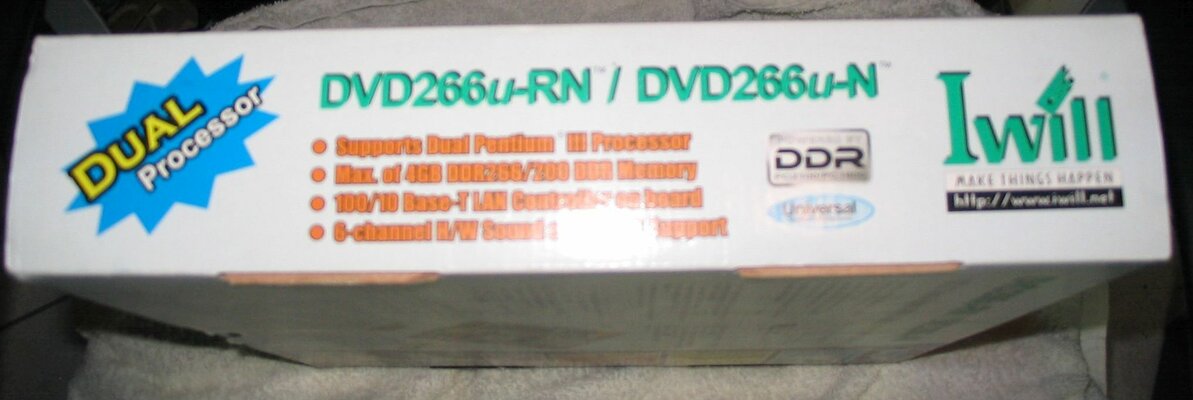 DUAL
Processor
DVD266u-RN™ / DVD266u-N™
• Supports Dual Pentium III Processor
• Max. of 4GB DDR266/200 DDR Memory
• 100/10 Base-T LAN Controller on board
• 6-channel H/W Sound Support
DDR
Universal
Iwill
MAKE THINGS HAPPEN
http://www.iwill.net